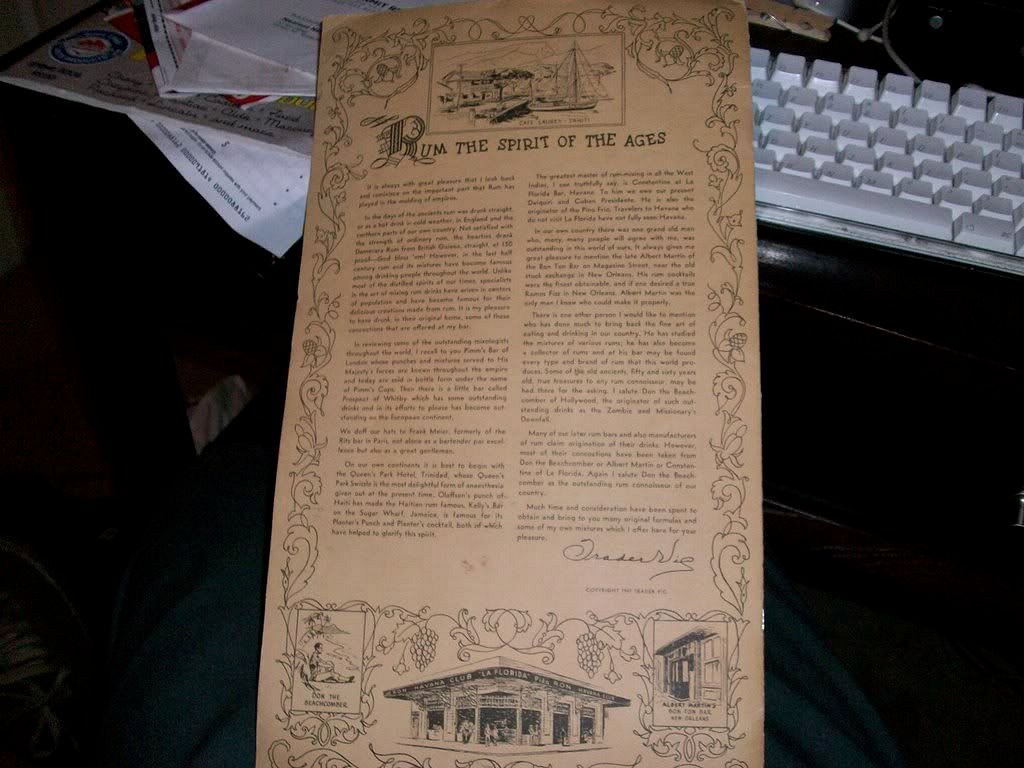 CAFE LAUREN - TAHITI
RUM THE SPIRIT OF THE AGES
It is always with great pleasure that I look back
and reminisce on the important part that Rum has
played in the molding of empires.
In the days of the ancients rum was drunk straight,
or as a hot drink in cold weather, in England and the
northern parts of our own country. Not satisfied with
the strength of ordinary rum, the hearties drank
Demerara Rum from British Guiana, straight, at 150
proof—God bless 'em! However, in the last half
century rum and its mixtures have become famous
among drinking people throughout the world. Unlike
most of the distilled spirits of our times, specialists
in the art of mixing rum drinks have arisen in centers
of population and have become famous for their
delicious creations made from rum. It is my pleasure
to have drunk, in their original home, some of these
concoctions that are offered at my bar.
In reviewing some of the outstanding mixologists
throughout the world, I recall to you Pimm's Bar of
London whose punches and mixtures served to His
Majesty's forces are known throughout the empire
and today are sold in bottle form under the name
of Pimm's Cups. Then there is a little bar called
Prospect of Whitby which has some outstanding
drinks and in its efforts to please has become out-
standing on the European continent.
We doff our hats to Frank Meier, formerly of the
Ritz bar in Paris, not alone as a bartender par excel-
lence but also as a great gentleman.
On our own continents it is best to begin with
the Queen's Park Hotel, Trinidad, whose Queen's
Park Swizzle is the most delightful form of anaesthesia
given out at the present time. Olaffson's punch of
Haiti has made the Haitian rum famous, Kelly's Bar
on the Sugar Wharf, Jamaica, is famous for its
Planter's Punch and Planter's cocktail, both of which
have helped to glorify this spirit.
The greatest master of rum-mixing in all the West
Indies, I can truthfully say, is Constantine at La
Florida Bar, Havana. To him we owe our present
Daiquiri and Cuban Presidente. He is also the
originator of the Pina Fria. Travelers to Havana who
do not visit La Florida have not fully seen Havana.
In our own country there was one grand old man
who, many, many people will agree with me, was
outstanding in this world of ours. It always gives me
great pleasure to mention the late Albert Martin of
the Bon Ton Bar on Magazine Street, near the old
stock exchange in New Orleans. His rum cocktails
were the finest obtainable, and if one desired a true
Ramos Fizz in New Orleans, Albert Martin was the
only man I knew who could make it properly.
There is one other person I would like to mention
who has done much to bring back the fine art of
eating and drinking in our country. He has studied
the mixtures of various rums; he has also become
a collector of rums and at his bar may be found
every type and brand of rum that this world pro-
duces. Some of the old ancients, fifty and sixty years
old, true treasures to any rum connoisseur, may be
had there for the asking. I salute Don the Beach-
comber of Hollywood, the originator of such out-
standing drinks as the Zombie and Missionary's
Downfall.
Many of our later rum bars and also manufacturers
of rum claim origination of their drinks. However,
most of their concoctions have been taken from
Don the Beachcomber or Albert Martin or Constan-
tine of La Florida. Again I salute Don the Beach-
comber as the outstanding rum connoisseur of our
country.
Much time and consideration have been spent to
obtain and bring to you many original formulas and
some of my own mixtures which I offer here for your
pleasure.
Trader Vic
COPYRIGHT TRADER VIC
DON THE
BEACHCOMBER
RON HAVANA CLUB "LA FLORIDA" RON HAVANA CLUB
ALBERT MARTIN'S
BON TON BAR
NEW ORLEANS